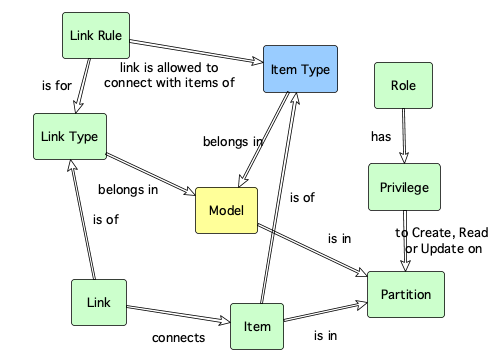 Link Rule
link is allowed to
connect with items of
Item Type
is for
Role
has
Link Type
belongs in
belongs in
Privilege
is of
is of
Model
to Create, Read
or Update on
is in
Link
Partition
connects
Item
is in